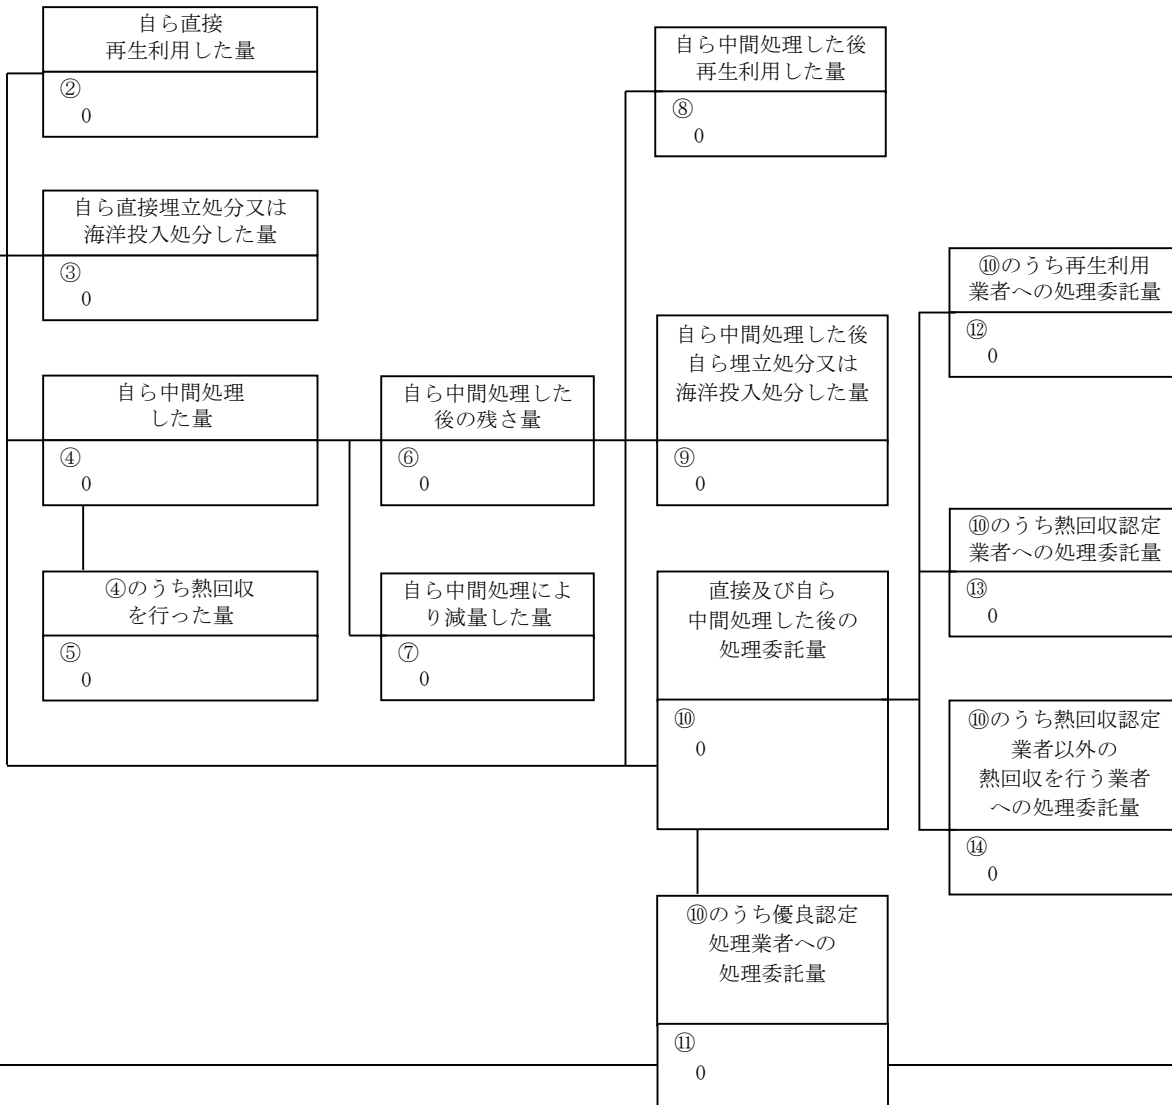 自ら直接
再生利用した量
②
0
自ら中間処理した後
再生利用した量
⑧
0
自ら直接埋立処分又は
海洋投入処分した量
③
0
⑩のうち再生利用
業者への処理委託量
⑫
0
自ら中間処理した後
自ら埋立処分又は
海洋投入処分した量
⑨
0
自ら中間処理
した量
④
0
自ら中間処理した
後の残さ量
⑥
0
⑩のうち熱回収認定
業者への処理委託量
⑬
0
④のうち熱回収
を行った量
⑤
0
自ら中間処理によ
り減量した量
⑦
0
直接及び自ら
中間処理した後の
処理委託量
⑩
0
⑩のうち熱回収認定
業者以外の
熱回収を行う業者
への処理委託量
⑭
0
⑩のうち優良認定
処理業者への
処理委託量
⑪
0